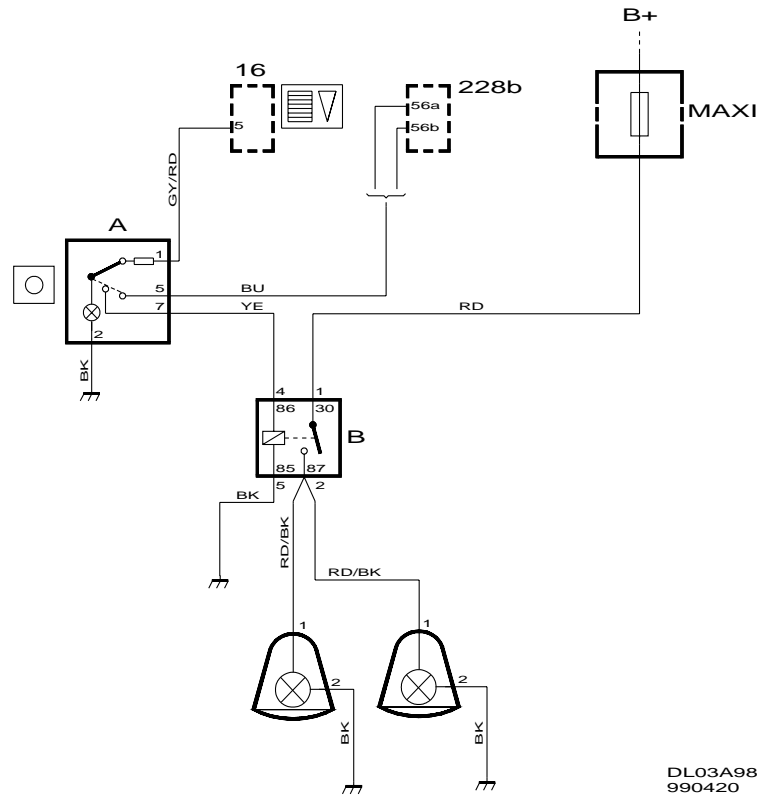 B+
16
228b
56a
5
56b
MAXI
GY/RD
A
1
5
BU
7
YE
RD
2
BK
4
1
86
30
B
85
87
BK
5
2
RD/BK
RD/BK
1
1
2
2
BK
BK
DL03A98
990420